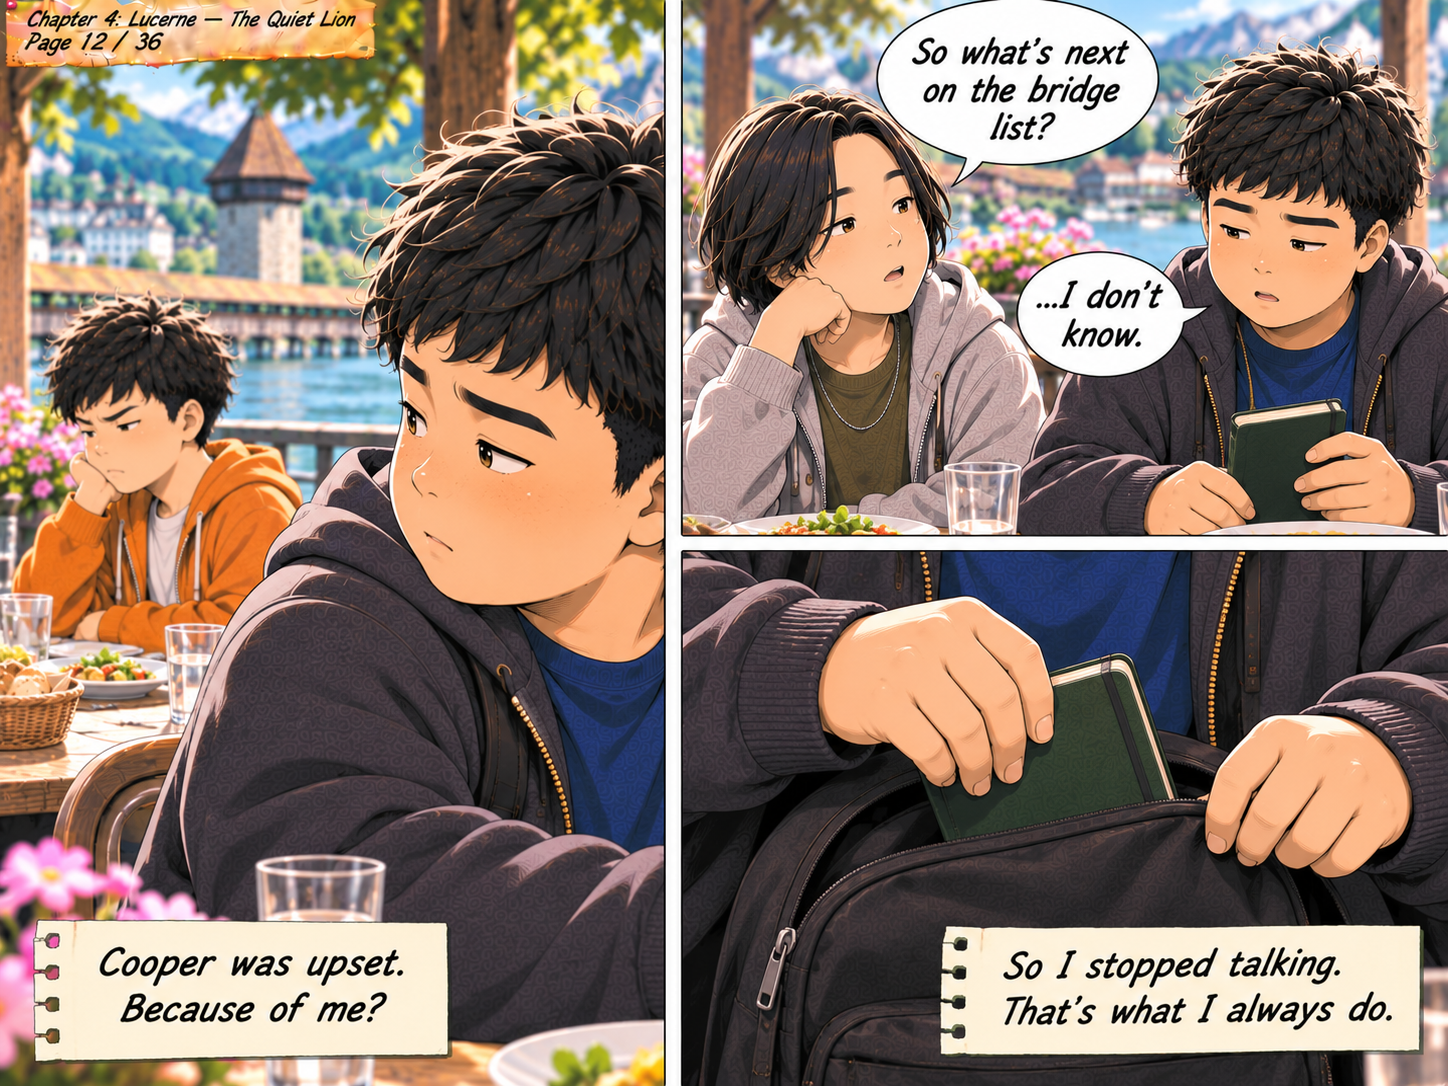 Chapter 4: Lucerne — The Quiet Lion
Page 12 / 36
Cooper was upset.
Because of me?
So what's next
on the bridge
list?
...I don't
know.
So I stopped talking.
That's what I always do.